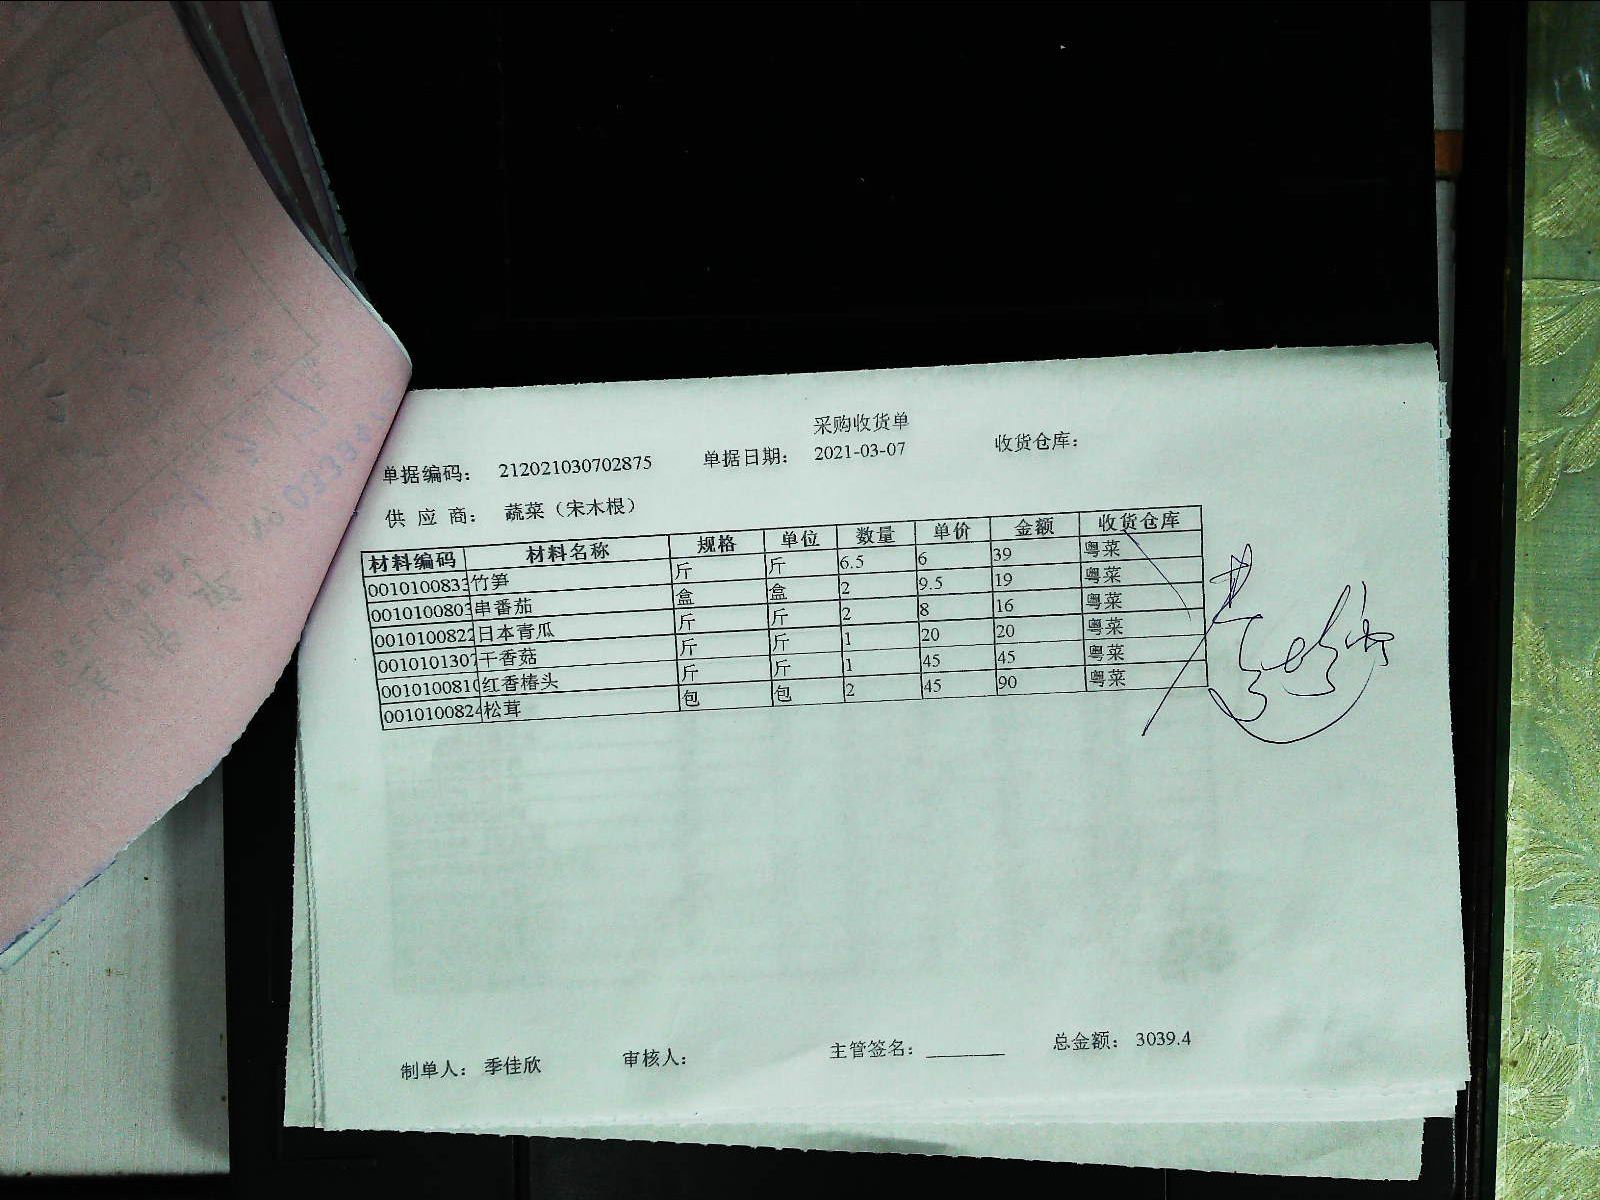 采购收货单
单据编码： 212021030702875 单据日期： 2021-03-07 收货仓库：
供 应 商： 蔬菜（宋木根）
材料编码 材料名称 规格 单位 数量 单价 金额 收货仓库
0010100833 竹笋 斤 斤 6.5 6 39 粤菜
0010100803 串番茄 盒 盒 2 9.5 19 粤菜
0010100822 日本青瓜 斤 斤 2 8 16 粤菜
0010101307 干香菇 斤 斤 1 20 20 粤菜
0010100810 红香椿头 斤 斤 1 45 45 粤菜
0010100824 松茸 包 包 2 45 90 粤菜
制单人： 季佳欣 审核人： 主管签名： 总金额： 3039.4